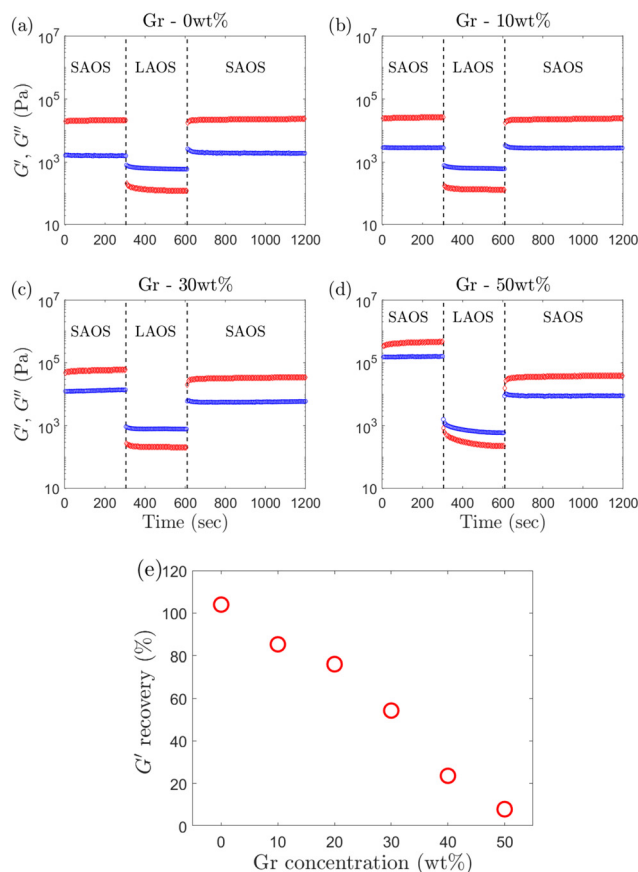 (a) Gr - 0wt%
10^7
10^5
10^3
10
G', G'' (Pa)
SAOS LAOS SAOS
0 200 400 600 800 1000 1200
(b) Gr - 10wt%
10^7
10^5
10^3
10
SAOS LAOS SAOS
0 200 400 600 800 1000 1200
(c) Gr - 30wt%
10^7
10^5
10^3
10
G', G'' (Pa)
SAOS LAOS SAOS
0 200 400 600 800 1000 1200
Time (sec)
(d) Gr - 50wt%
10^7
10^5
10^3
10
SAOS LAOS SAOS
0 200 400 600 800 1000 1200
Time (sec)
(e)
120
100
80
60
40
20
0
G' recovery (%)
0 10 20 30 40 50
Gr concentration (wt%)